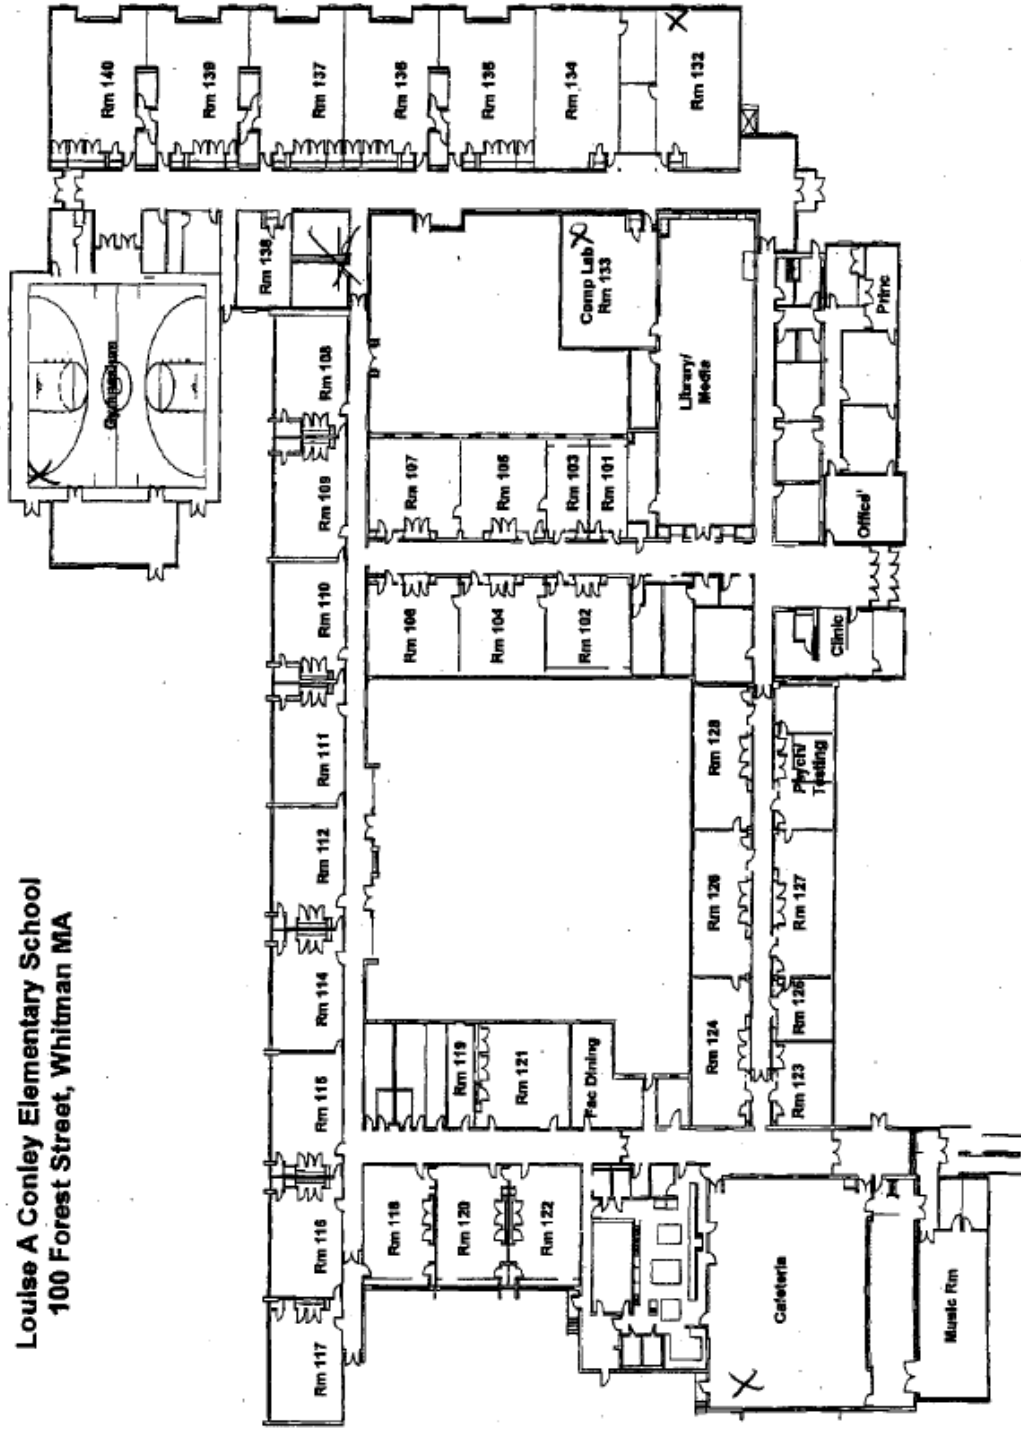 Louise A Conley Elementary School
100 Forest Street, Whitman MA
Gymnasium
Rm 140
Rm 139
Rm 138
Rm 137
Rm 136
Rm 135
Rm 134
Rm 132
Rm 117
Rm 116
Rm 115
Rm 114
Rm 112
Rm 111
Rm 110
Rm 109
Rm 108
Rm 118
Rm 106
Rm 107
Rm 120
Rm 119
Rm 104
Rm 105
Rm 122
Rm 121
Rm 102
Rm 103
Rm 101
Comp Lab/
Rm 133
Fac Dining
Library/
Media
Rm 124
Rm 126
Rm 128
Cafeteria
Rm 123
Rm 125
Rm 127
Psych/
Testing
Clinic
Office
Princ
Music Rm